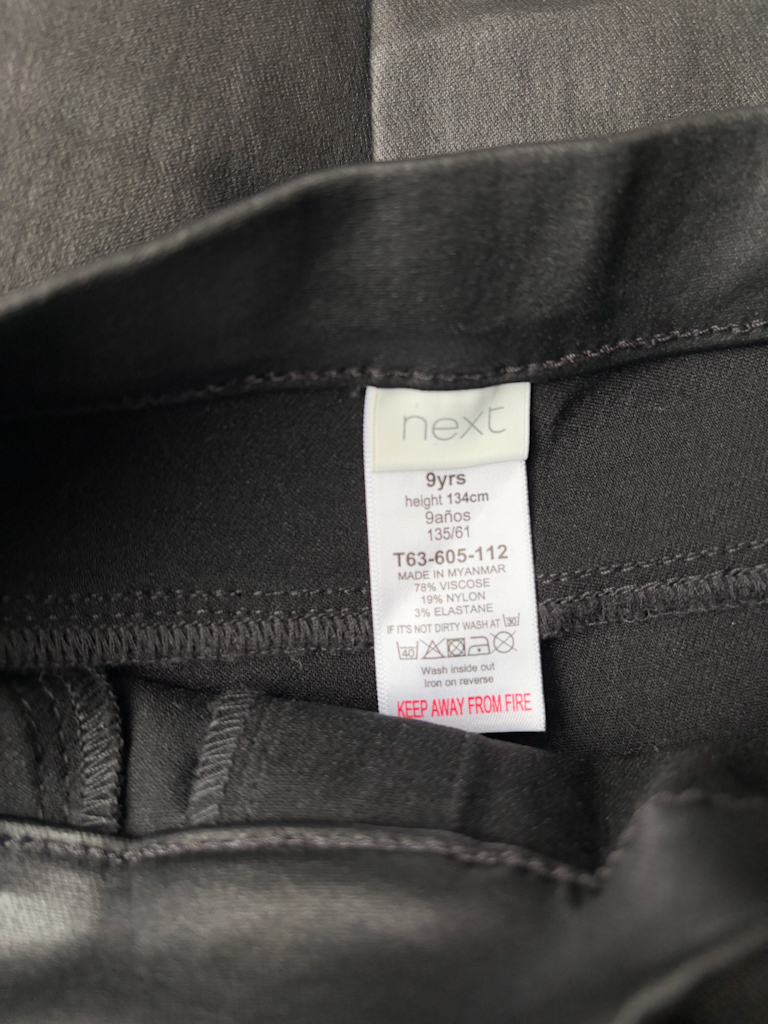 next
9yrs
height 134cm
9años
135/61
T63-605-112
MADE IN MYANMAR
78% VISCOSE
19% NYLON
3% ELASTANE
IF IT'S NOT DIRTY WASH AT 30
40
Wash inside out
Iron on reverse
KEEP AWAY FROM FIRE